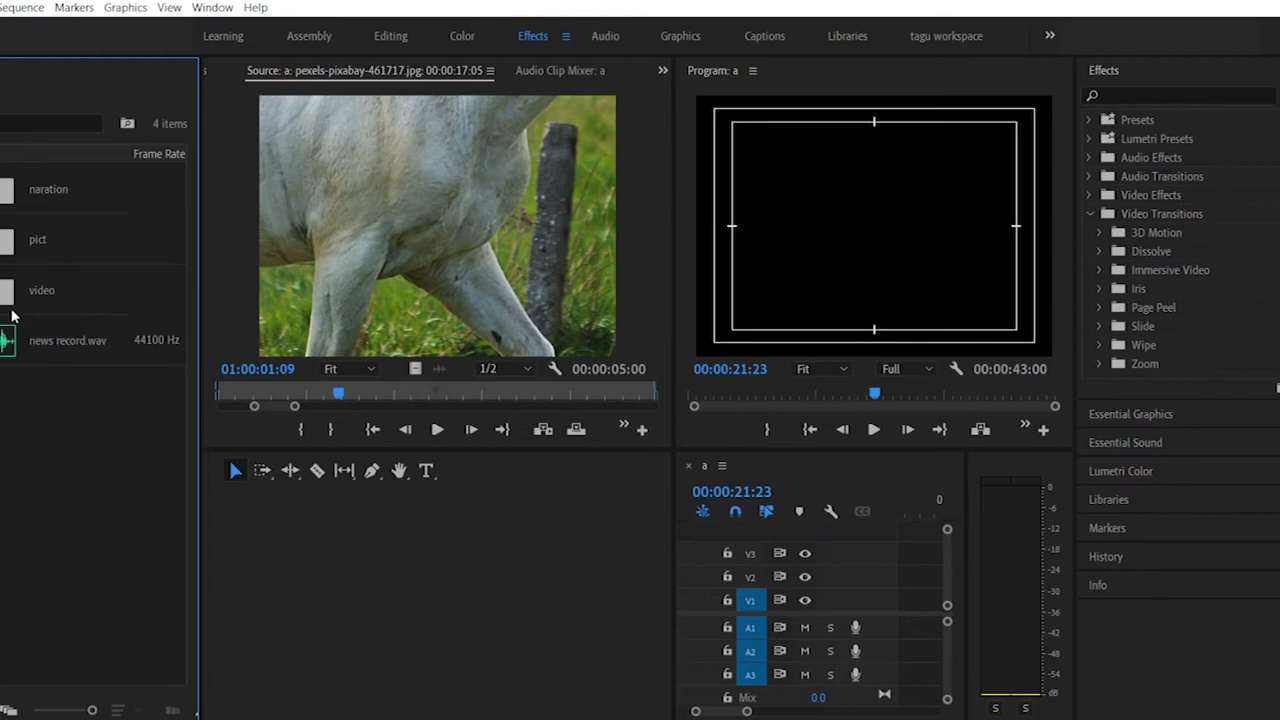 Sequence Markers Graphics View Window Help
Learning Assembly Editing Color Effects Audio Graphics Captions Libraries tagu workspace
Source: a: pexels-pixabay-461717.jpg: 00:00:17:05 Audio Clip Mixer: a
Program: a
Effects
4 items
Frame Rate
naration
pict
video
news record.wav 44100 Hz
01:00:01:09 Fit 1/2 00:00:05:00
00:00:21:23 Fit Full 00:00:43:00
Presets
Lumetri Presets
Audio Effects
Audio Transitions
Video Effects
Video Transitions
3D Motion
Dissolve
Immersive Video
Iris
Page Peel
Slide
Wipe
Zoom
Essential Graphics
Essential Sound
Lumetri Color
Libraries
Markers
History
Info
a
00:00:21:23 0
V3
V2
V1
A1 M S
A2 M S
A3 M S
Mix 0.0
0
-6
-12
-18
-24
-30
-36
-42
-48
-54
dB
S S